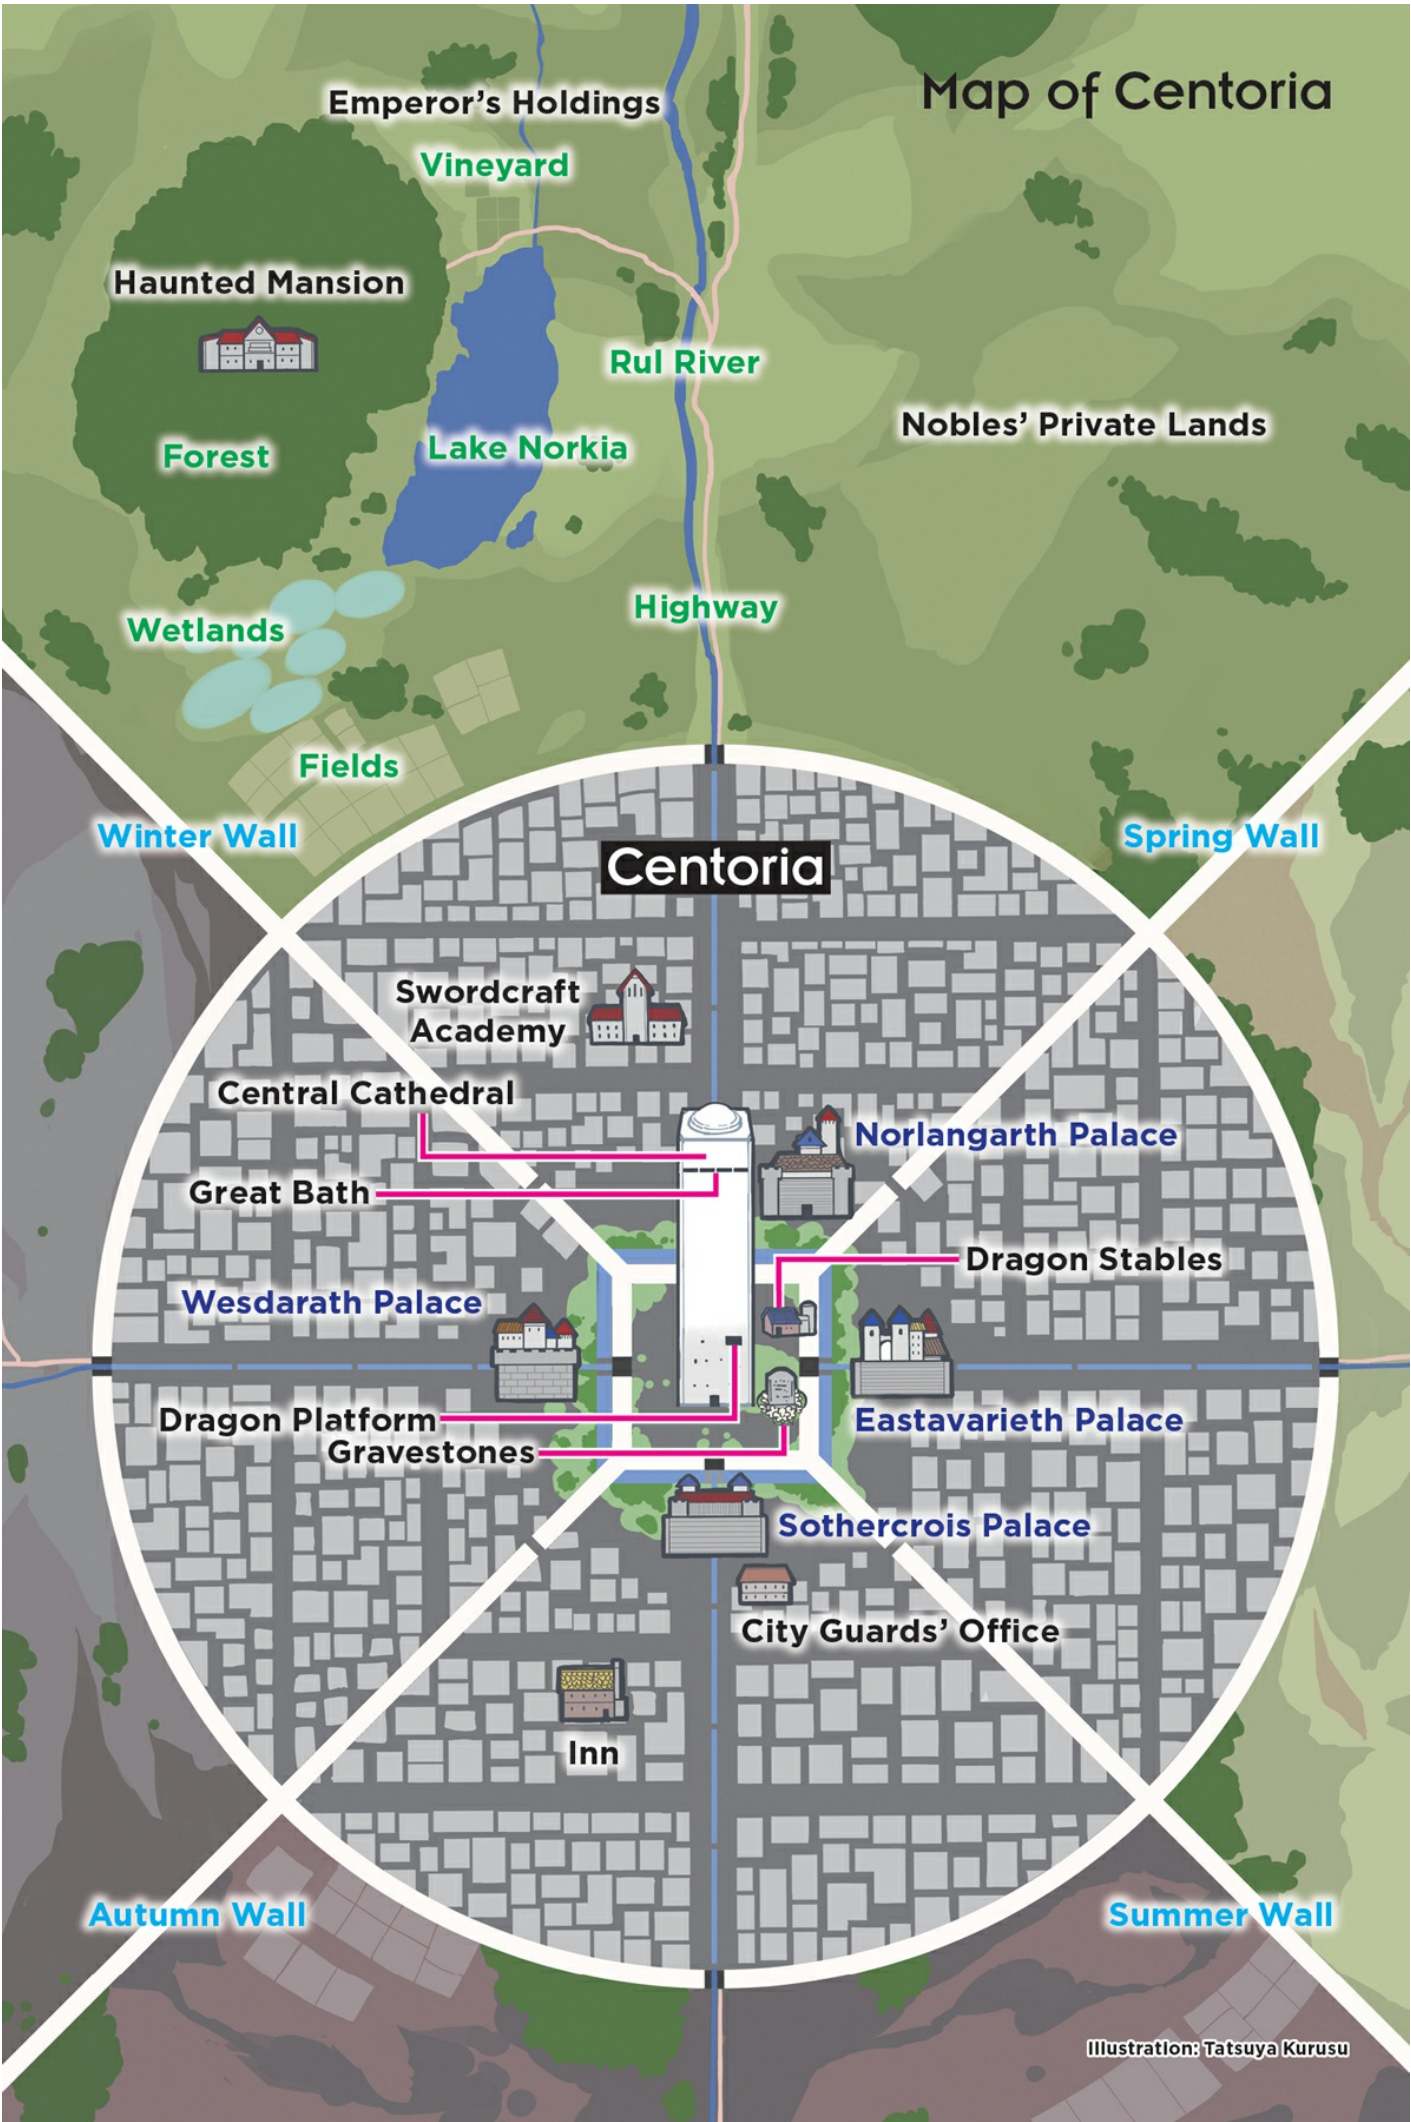 Map of Centoria
Emperor's Holdings
Vineyard
Haunted Mansion
Rul River
Nobles' Private Lands
Forest
Lake Norkia
Highway
Wetlands
Fields
Winter Wall
Spring Wall
Centoria
Swordcraft
Academy
Central Cathedral
Norlangarth Palace
Great Bath
Dragon Stables
Wesdarath Palace
Dragon Platform
Eastavarieth Palace
Gravestones
Sothercrois Palace
City Guards' Office
Inn
Autumn Wall
Summer Wall
Illustration: Tatsuya Kurusu